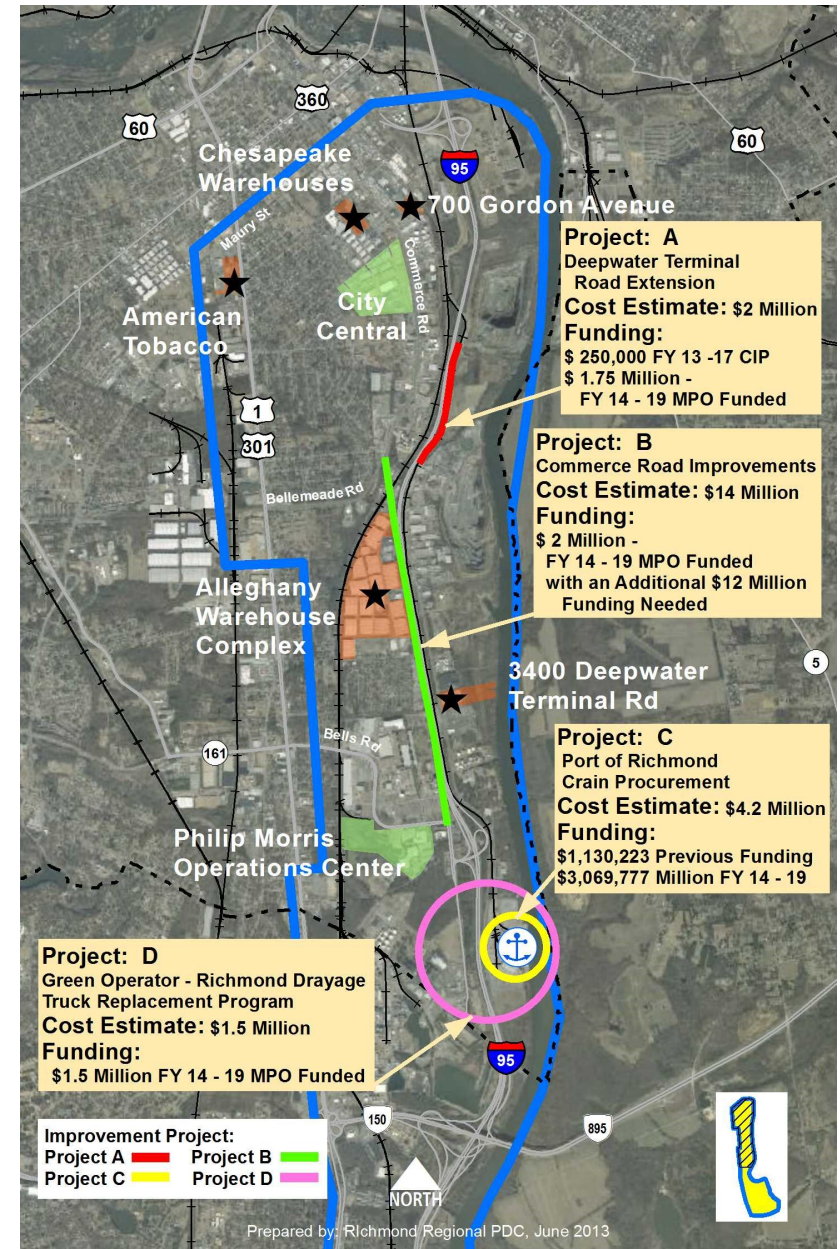 360
60
60
Chesapeake
Warehouses
95
700 Gordon Avenue
Maury St
Commerce Rd
Project: A
Deepwater Terminal
Road Extension
Cost Estimate: $2 Million
Funding:
$ 250,000 FY 13 -17 CIP
$ 1.75 Million -
FY 14 - 19 MPO Funded
City
Central
American
Tobacco
1
301
Bellemeade Rd
Project: B
Commerce Road Improvements
Cost Estimate: $14 Million
Funding:
$ 2 Million -
FY 14 - 19 MPO Funded
with an Additional $12 Million
Funding Needed
Alleghany
Warehouse
Complex
5
3400 Deepwater
Terminal Rd
161
Bells Rd
Project: C
Port of Richmond
Crain Procurement
Cost Estimate: $4.2 Million
Funding:
$1,130,223 Previous Funding
$3,069,777 Million FY 14 - 19
Philip Morris
Operations Center
Project: D
Green Operator - Richmond Drayage
Truck Replacement Program
Cost Estimate: $1.5 Million
Funding:
$1.5 Million FY 14 - 19 MPO Funded
95
150
895
Improvement Project:
Project A
Project B
Project C
Project D
NORTH
Prepared by: RIchmond Regional PDC, June 2013